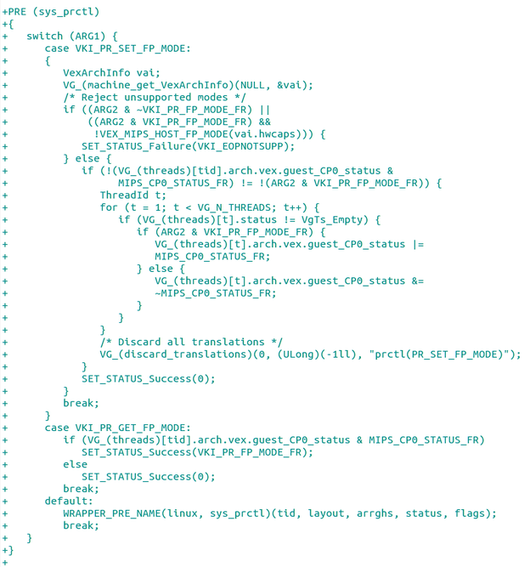 +PRE (sys_prctl)
+{
+   switch (ARG1) {
+      case VKI_PR_SET_FP_MODE:
+      {
+         VexArchInfo vai;
+         VG_(machine_get_VexArchInfo)(NULL, &vai);
+         /* Reject unsupported modes */
+         if ((ARG2 & ~VKI_PR_FP_MODE_FR) ||
+             ((ARG2 & VKI_PR_FP_MODE_FR) &&
+              !VEX_MIPS_HOST_FP_MODE(vai.hwcaps))) {
+            SET_STATUS_Failure(VKI_EOPNOTSUPP);
+         } else {
+            if (!(VG_(threads)[tid].arch.vex.guest_CP0_status &
+                  MIPS_CP0_STATUS_FR) != !(ARG2 & VKI_PR_FP_MODE_FR)) {
+               ThreadId t;
+               for (t = 1; t < VG_N_THREADS; t++) {
+                  if (VG_(threads)[t].status != VgTs_Empty) {
+                     if (ARG2 & VKI_PR_FP_MODE_FR) {
+                        VG_(threads)[t].arch.vex.guest_CP0_status |=
+                        MIPS_CP0_STATUS_FR;
+                     } else {
+                        VG_(threads)[t].arch.vex.guest_CP0_status &=
+                        ~MIPS_CP0_STATUS_FR;
+                     }
+                  }
+               }
+               /* Discard all translations */
+               VG_(discard_translations)(0, (ULong)(-1ll), "prctl(PR_SET_FP_MODE)");
+            }
+            SET_STATUS_Success(0);
+         }
+         break;
+      }
+      case VKI_PR_GET_FP_MODE:
+         if (VG_(threads)[tid].arch.vex.guest_CP0_status & MIPS_CP0_STATUS_FR)
+            SET_STATUS_Success(VKI_PR_FP_MODE_FR);
+         else
+            SET_STATUS_Success(0);
+         break;
+      default:
+         WRAPPER_PRE_NAME(linux, sys_prctl)(tid, layout, arrghs, status, flags);
+         break;
+   }
+}
+